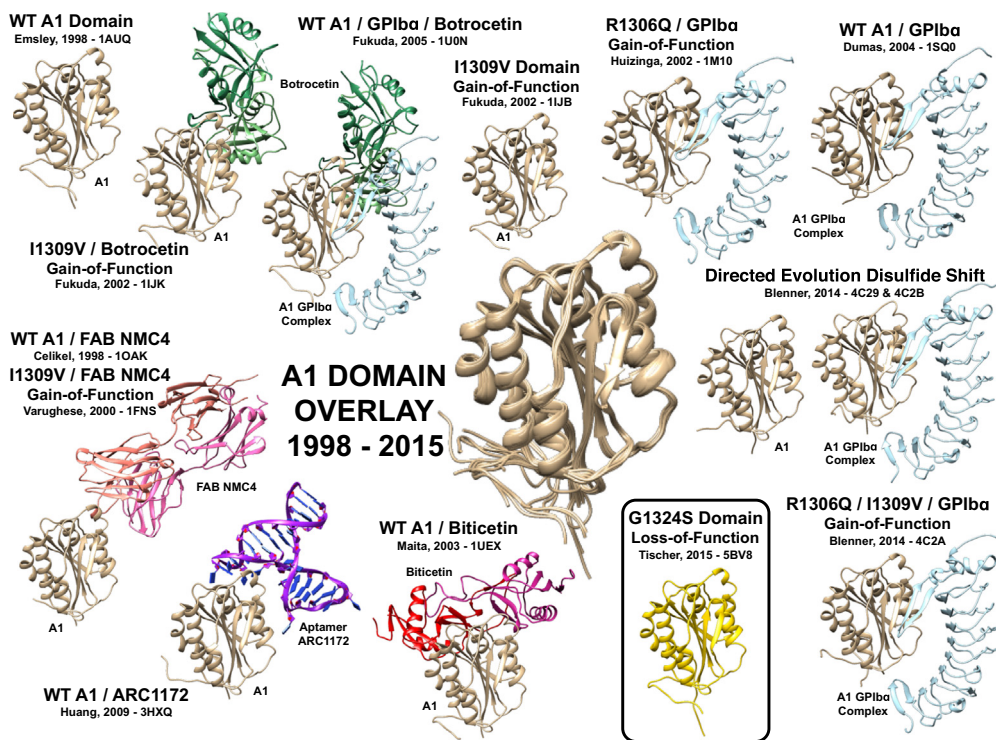 WT A1 Domain
Emsley, 1998 - 1AUQ
A1
WT A1 / GPIbα / Botrocetin
Fukuda, 2005 - 1U0N
Botrocetin
A1 GPIbα
Complex
I1309V Domain
Gain-of-Function
Fukuda, 2002 - 1IJB
A1
R1306Q / GPIbα
Gain-of-Function
Huizinga, 2002 - 1M10
WT A1 / GPIbα
Dumas, 2004 - 1SQ0
A1 GPIbα
Complex
A1
I1309V / Botrocetin
Gain-of-Function
Fukuda, 2002 - 1IJK
Directed Evolution Disulfide Shift
Blenner, 2014 - 4C29 & 4C2B
A1
A1 GPIbα
Complex
WT A1 / FAB NMC4
Celikel, 1998 - 1OAK
I1309V / FAB NMC4
Gain-of-Function
Varughese, 2000 - 1FNS
FAB NMC4
A1
A1 DOMAIN
OVERLAY
1998 - 2015
WT A1 / ARC1172
Huang, 2009 - 3HXQ
Aptamer
ARC1172
A1
WT A1 / Biticetin
Maita, 2003 - 1UEX
Biticetin
A1
G1324S Domain
Loss-of-Function
Tischer, 2015 - 5BV8
R1306Q / I1309V / GPIbα
Gain-of-Function
Blenner, 2014 - 4C2A
A1 GPIbα
Complex